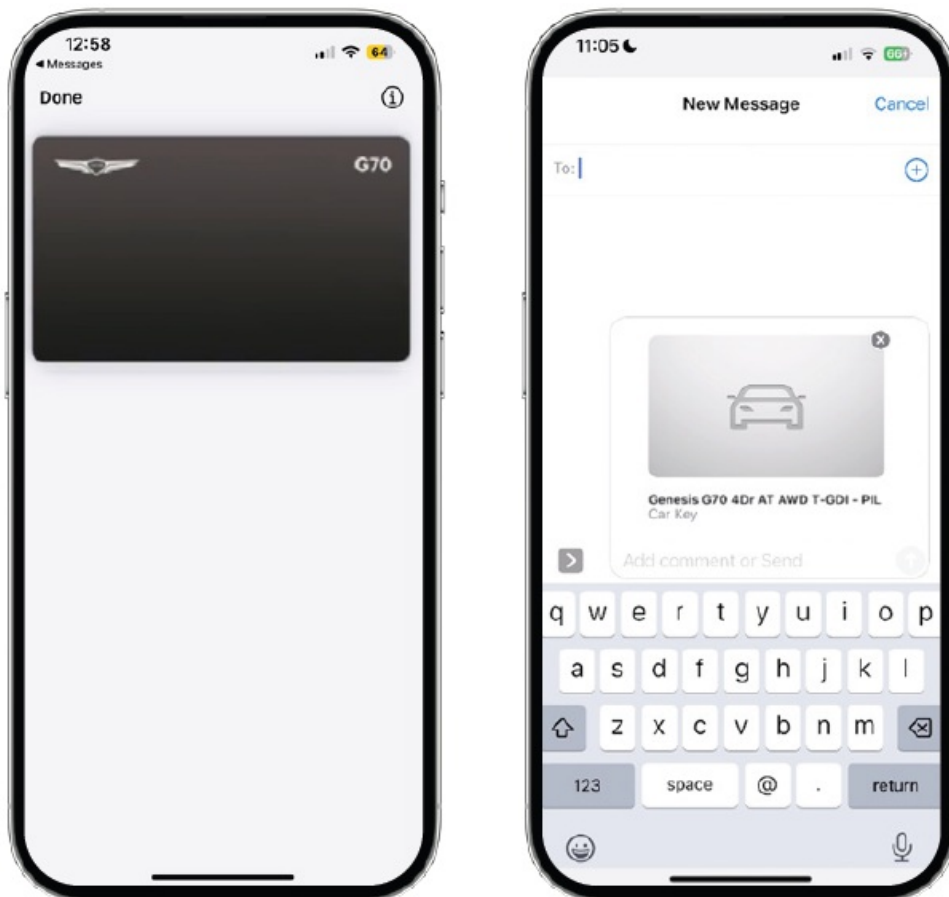 12:58
64
Messages
Done
G70
11:05
66
New Message
Cancel
To:
Genesis G70 4Dr AT AWD T-GDI - PIL
Car Key
Add comment or Send
q w e r t y u i o p
a s d f g h j k l
z x c v b n m
123 space @ . return